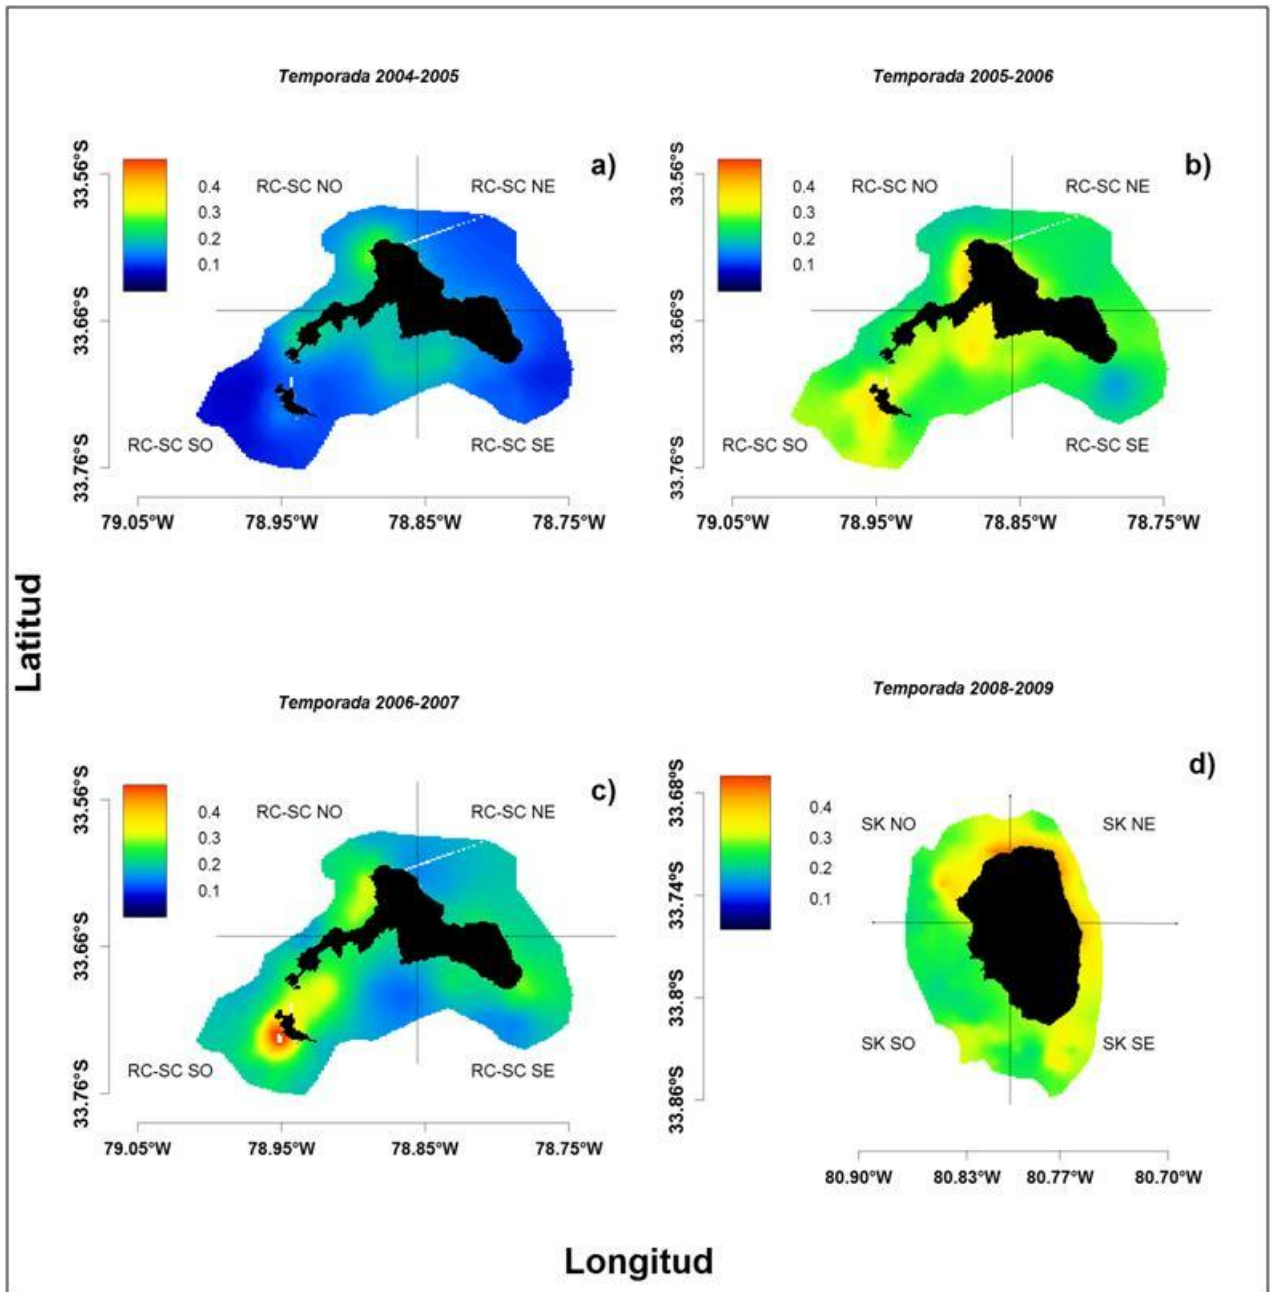 Temporada 2004-2005
Temporada 2005-2006
33.56°S
33.66°S
33.76°S
0.4
0.3
0.2
0.1
RC-SC NO
RC-SC NE
a)
RC-SC SO
RC-SC SE
79.05°W
78.95°W
78.85°W
78.75°W
33.56°S
33.66°S
33.76°S
0.4
0.3
0.2
0.1
RC-SC NO
RC-SC NE
b)
RC-SC SO
RC-SC SE
79.05°W
78.95°W
78.85°W
78.75°W
Latitud
Temporada 2006-2007
Temporada 2008-2009
33.56°S
33.66°S
33.76°S
0.4
0.3
0.2
0.1
RC-SC NO
RC-SC NE
c)
RC-SC SO
RC-SC SE
79.05°W
78.95°W
78.85°W
78.75°W
33.68°S
33.74°S
33.8°S
33.86°S
0.4
0.3
0.2
0.1
SK NO
SK NE
d)
SK SO
SK SE
80.90°W
80.83°W
80.77°W
80.70°W
Longitud